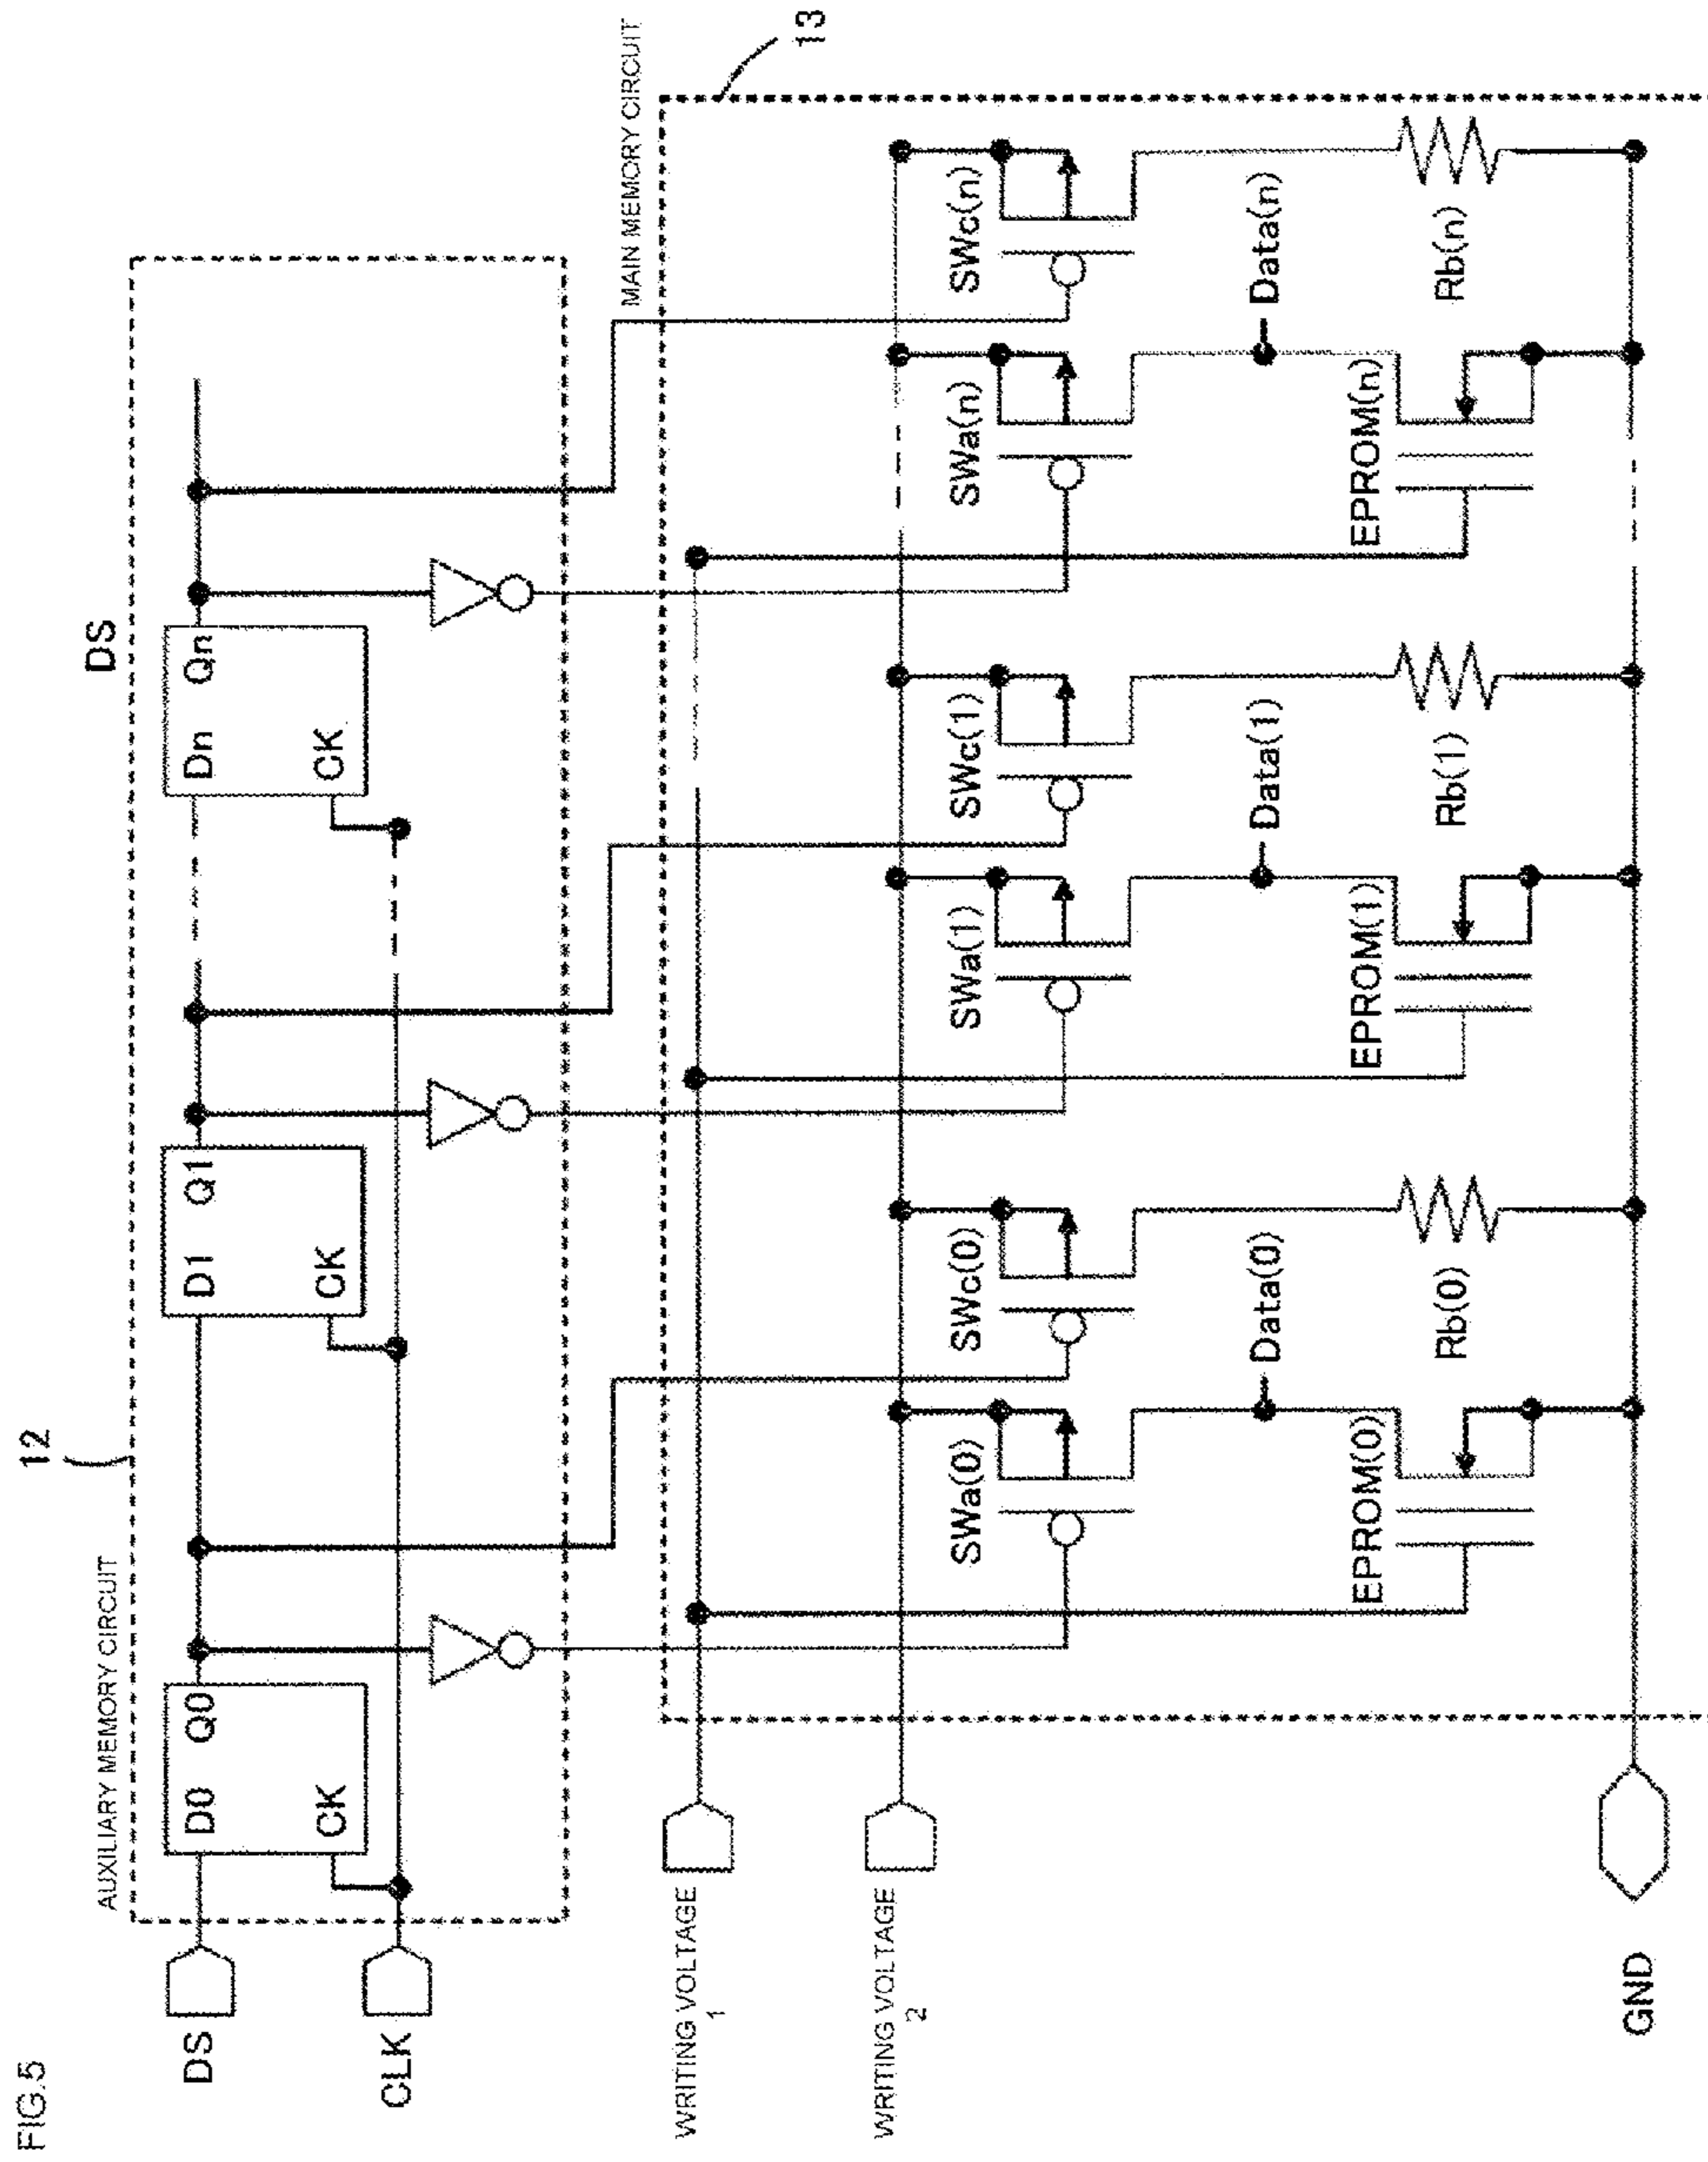 FIG.5
12
AUXILIARY MEMORY CIRCUIT
DS
DS
D0 Q0
CK
D1 Q1
CK
Dn Qn
CK
CLK
MAIN MEMORY CIRCUIT
13
WRITING VOLTAGE
1
WRITING VOLTAGE
2
SWa(0)
SWc(0)
SWa(1)
SWc(1)
SWa(n)
SWc(n)
Data(0)
Data(1)
Data(n)
EPROM(0)
Rb(0)
EPROM(1)
Rb(1)
EPROM(n)
Rb(n)
GND